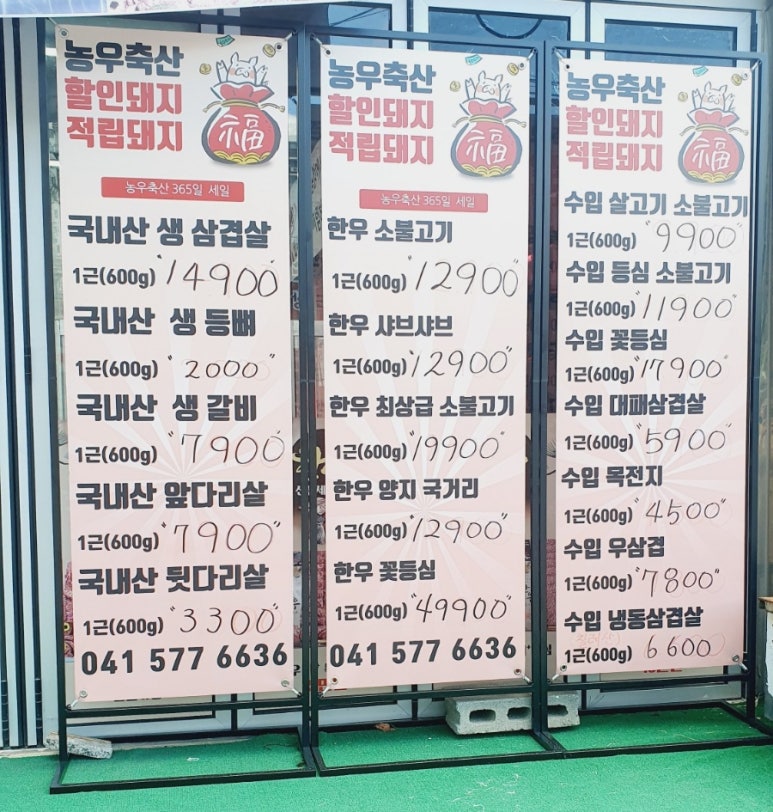 농우축산
할인돼지
적립돼지
福
농우축산 365일 세일
국내산 생 삼겹살
1근(600g) "14900"
국내산 생 등뼈
1근(600g) "2000"
국내산 생 갈비
1근(600g) "7900"
국내산 앞다리살
1근(600g) "7900"
국내산 뒷다리살
1근(600g) "3300"
041 577 6636
농우축산
할인돼지
적립돼지
福
농우축산 365일 세일
한우 소불고기
1근(600g) "12900"
한우 샤브샤브
1근(600g) "12900"
한우 최상급 소불고기
1근(600g) "19900"
한우 양지 국거리
1근(600g) "12900"
한우 꽃등심
1근(600g) "49900"
041 577 6636
농우축산
할인돼지
적립돼지
福
수입 살고기 소불고기
1근(600g) "9900"
수입 등심 소불고기
1근(600g) "11900"
수입 꽃등심
1근(600g) "17900"
수입 대패삼겹살
1근(600g) "5900"
수입 목전지
1근(600g) "4500"
수입 우삼겹
1근(600g) "7800"
수입 냉동삼겹살
1근(600g) 6600